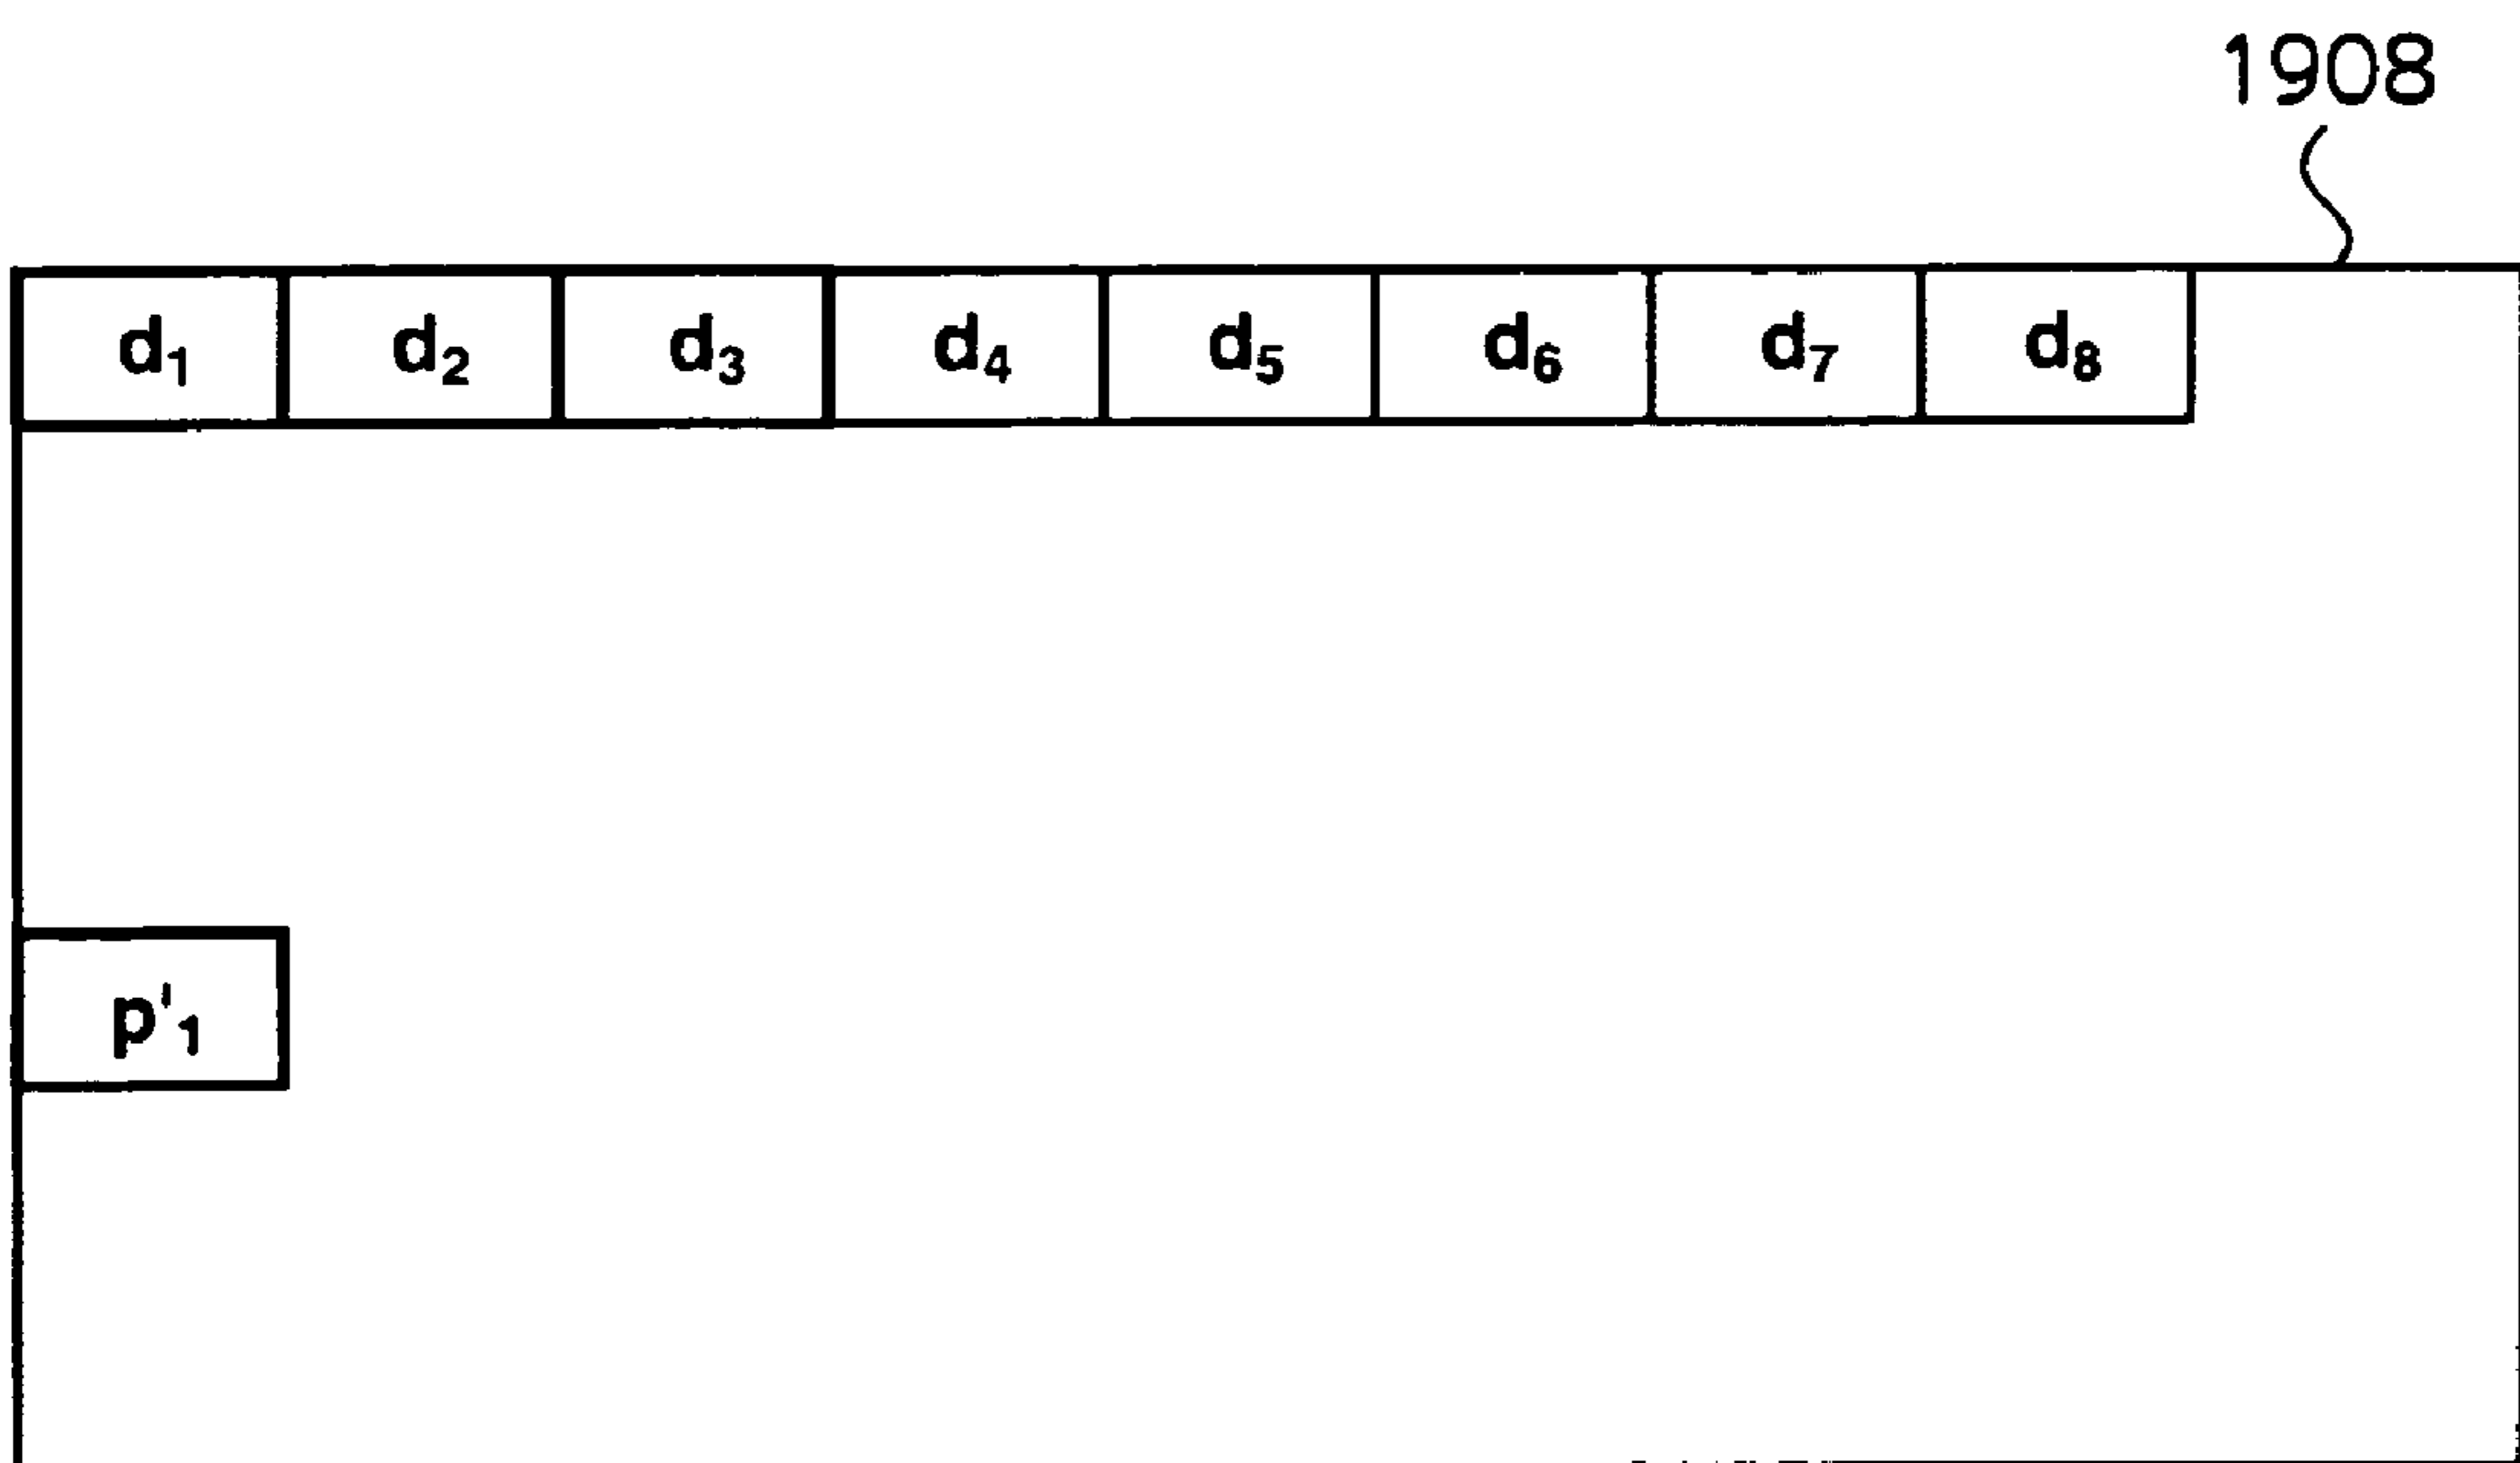 1908
d₁ d₂ d₃ d₄ d₅ d₆ d₇ d₈
p'₁